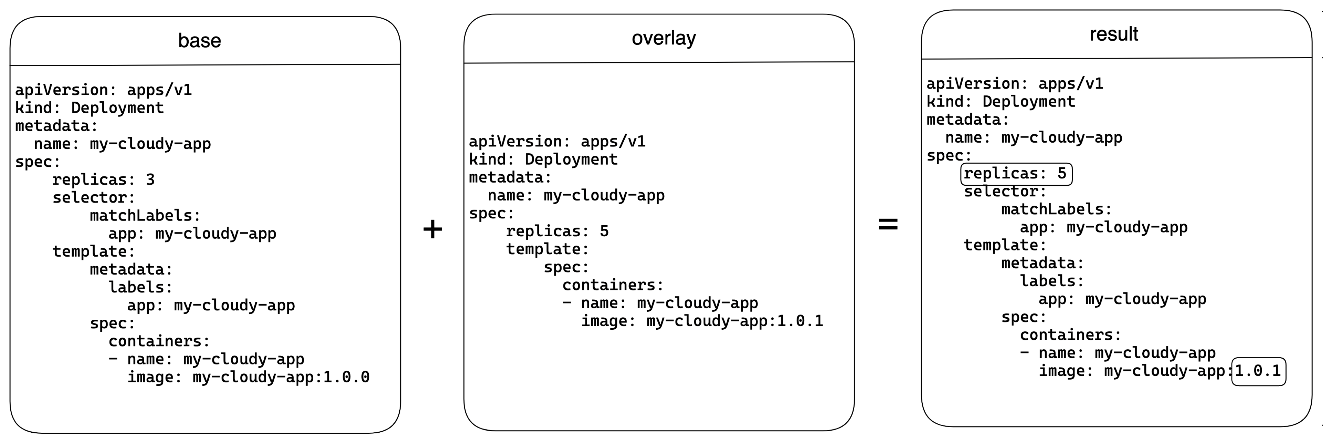 base
apiVersion: apps/v1
kind: Deployment
metadata:
  name: my-cloudy-app
spec:
    replicas: 3
    selector:
        matchLabels:
          app: my-cloudy-app
    template:
        metadata:
          labels:
            app: my-cloudy-app
        spec:
          containers:
          - name: my-cloudy-app
            image: my-cloudy-app:1.0.0
+
overlay
apiVersion: apps/v1
kind: Deployment
metadata:
  name: my-cloudy-app
spec:
    replicas: 5
    template:
        spec:
          containers:
          - name: my-cloudy-app
            image: my-cloudy-app:1.0.1
=
result
apiVersion: apps/v1
kind: Deployment
metadata:
  name: my-cloudy-app
spec:
    replicas: 5
    selector:
        matchLabels:
          app: my-cloudy-app
    template:
        metadata:
          labels:
            app: my-cloudy-app
        spec:
          containers:
          - name: my-cloudy-app
            image: my-cloudy-app:1.0.1